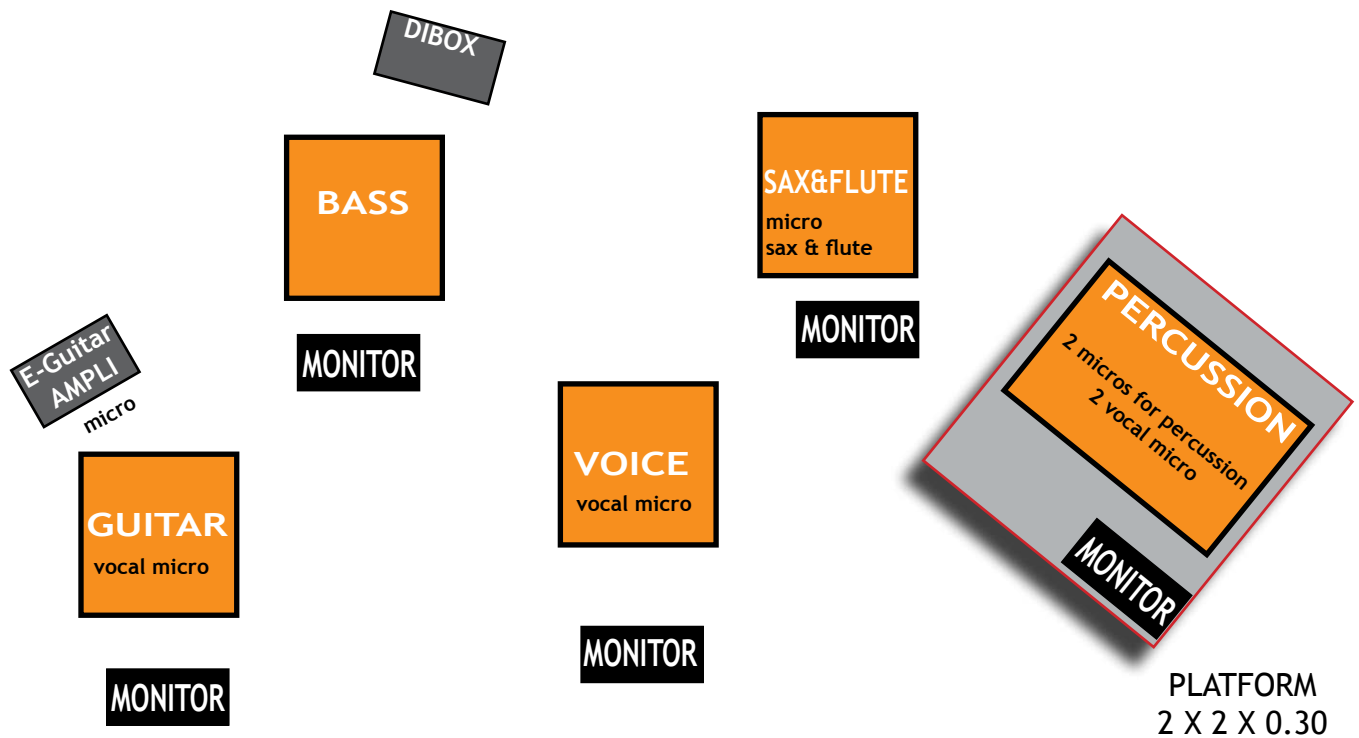 DIBOX
BASS
SAX&FLUTE
micro
sax & flute
PERCUSSION
2 micros for percussion
2 vocal micro
MONITOR
MONITOR
E-Guitar
AMPLI
micro
VOICE
vocal micro
GUITAR
vocal micro
MONITOR
MONITOR
MONITOR
PLATFORM
2 X 2 X 0.30